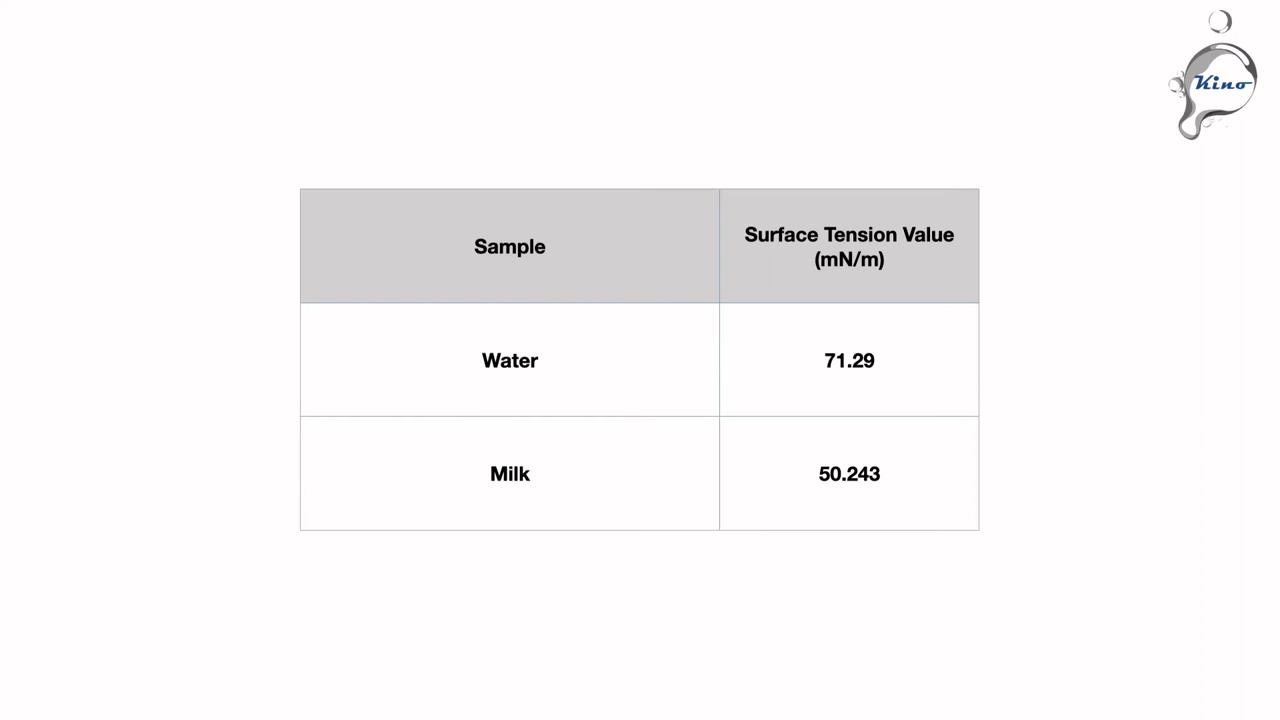 Kino
Sample
Surface Tension Value
(mN/m)
Water
71.29
Milk
50.243